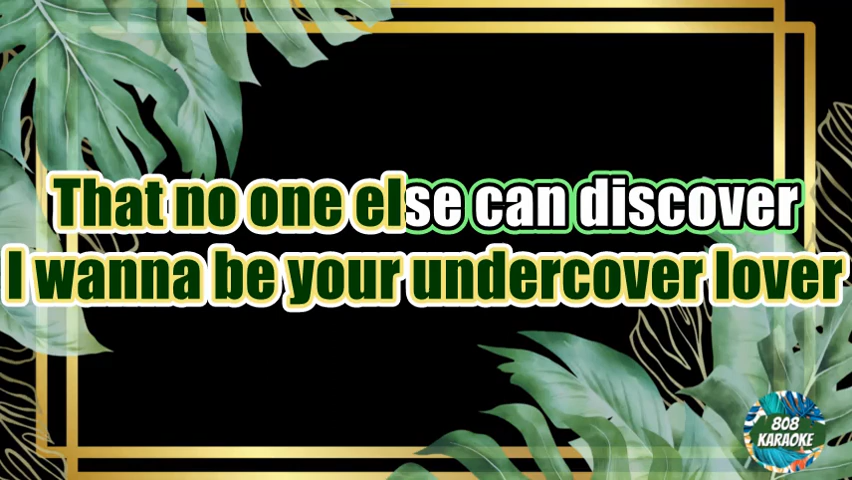 That no one else can discover
I wanna be your undercover lover
808
KARAOKE